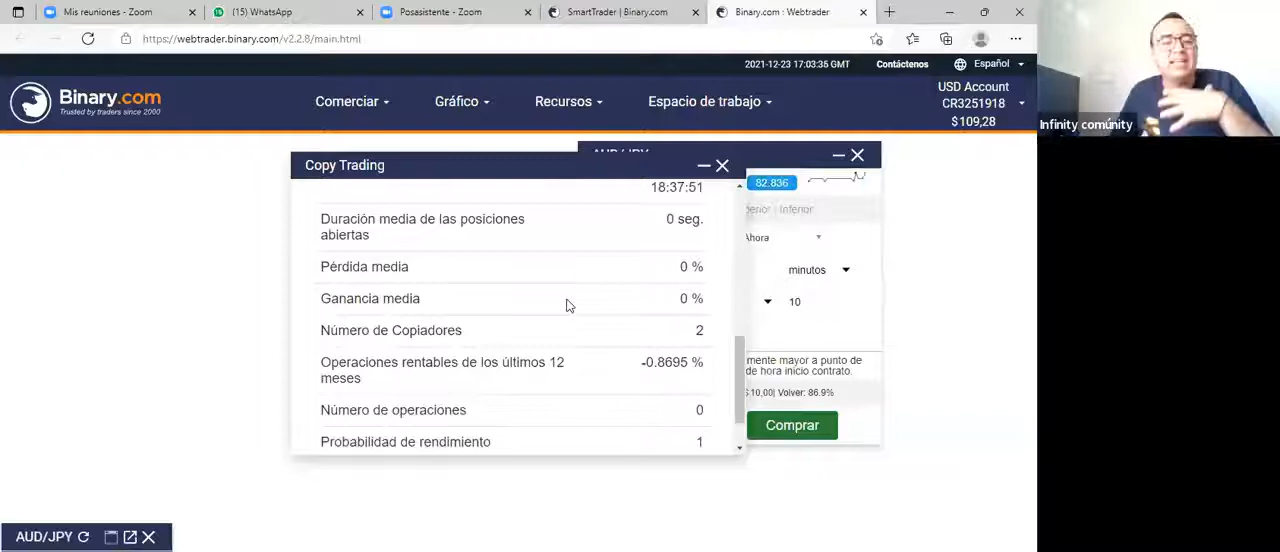 Mis reuniones - Zoom
(15) WhatsApp
Posasistente - Zoom
SmartTrader | Binary.com
Binary.com : Webtrader
https://webtrader.binary.com/v2.2.8/main.html
2021-12-23 17:03:35 GMT
Contáctenos
Español
Binary.com
Trusted by traders since 2000
Comerciar
Gráfico
Recursos
Espacio de trabajo
USD Account
CR3251918
$109,28
Infinity comúnity
Copy Trading
18:37:51
Duración media de las posiciones
abiertas
0 seg.
Pérdida media
0 %
Ganancia media
0 %
Número de Copiadores
2
Operaciones rentables de los últimos 12
meses
-0.8695 %
Número de operaciones
0
Probabilidad de rendimiento
1
82.836
Inferior
Ahora
minutos
10
mente mayor a punto de
de hora inicio contrato.
10,00| Volver: 86.9%
Comprar
AUD/JPY